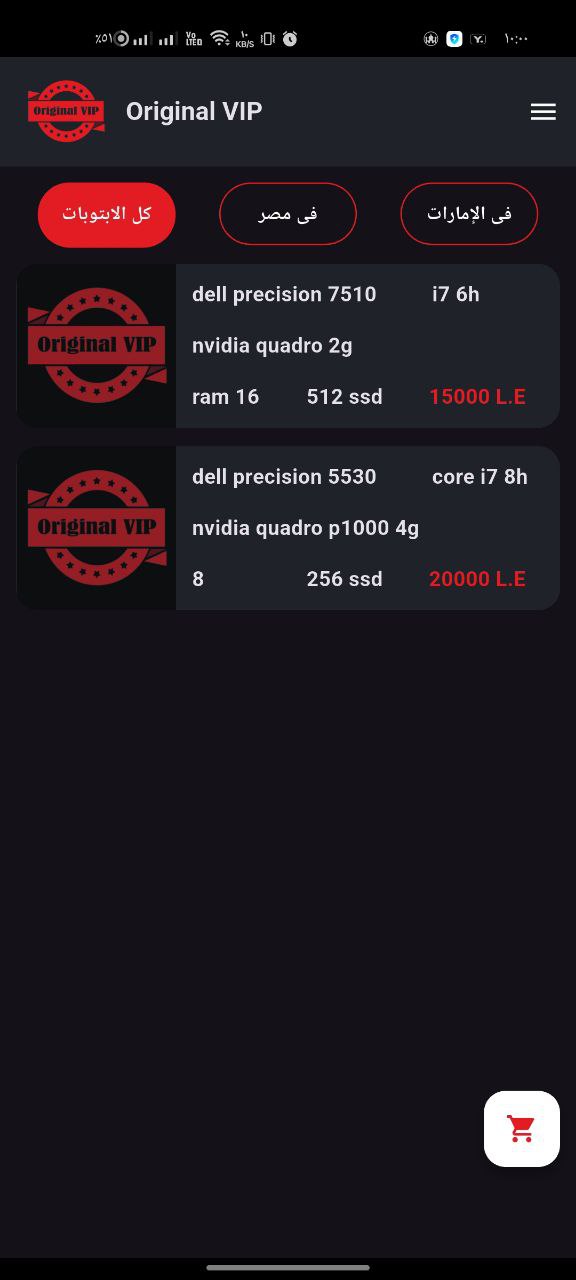 ٪٥١ Vo LTED ١٠ KB/S ١٠:٠٠
Original VIP Original VIP
كل الابتوبات فى مصر فى الإمارات
dell precision 7510 i7 6h
Original VIP nvidia quadro 2g
ram 16 512 ssd 15000 L.E
dell precision 5530 core i7 8h
Original VIP nvidia quadro p1000 4g
8 256 ssd 20000 L.E